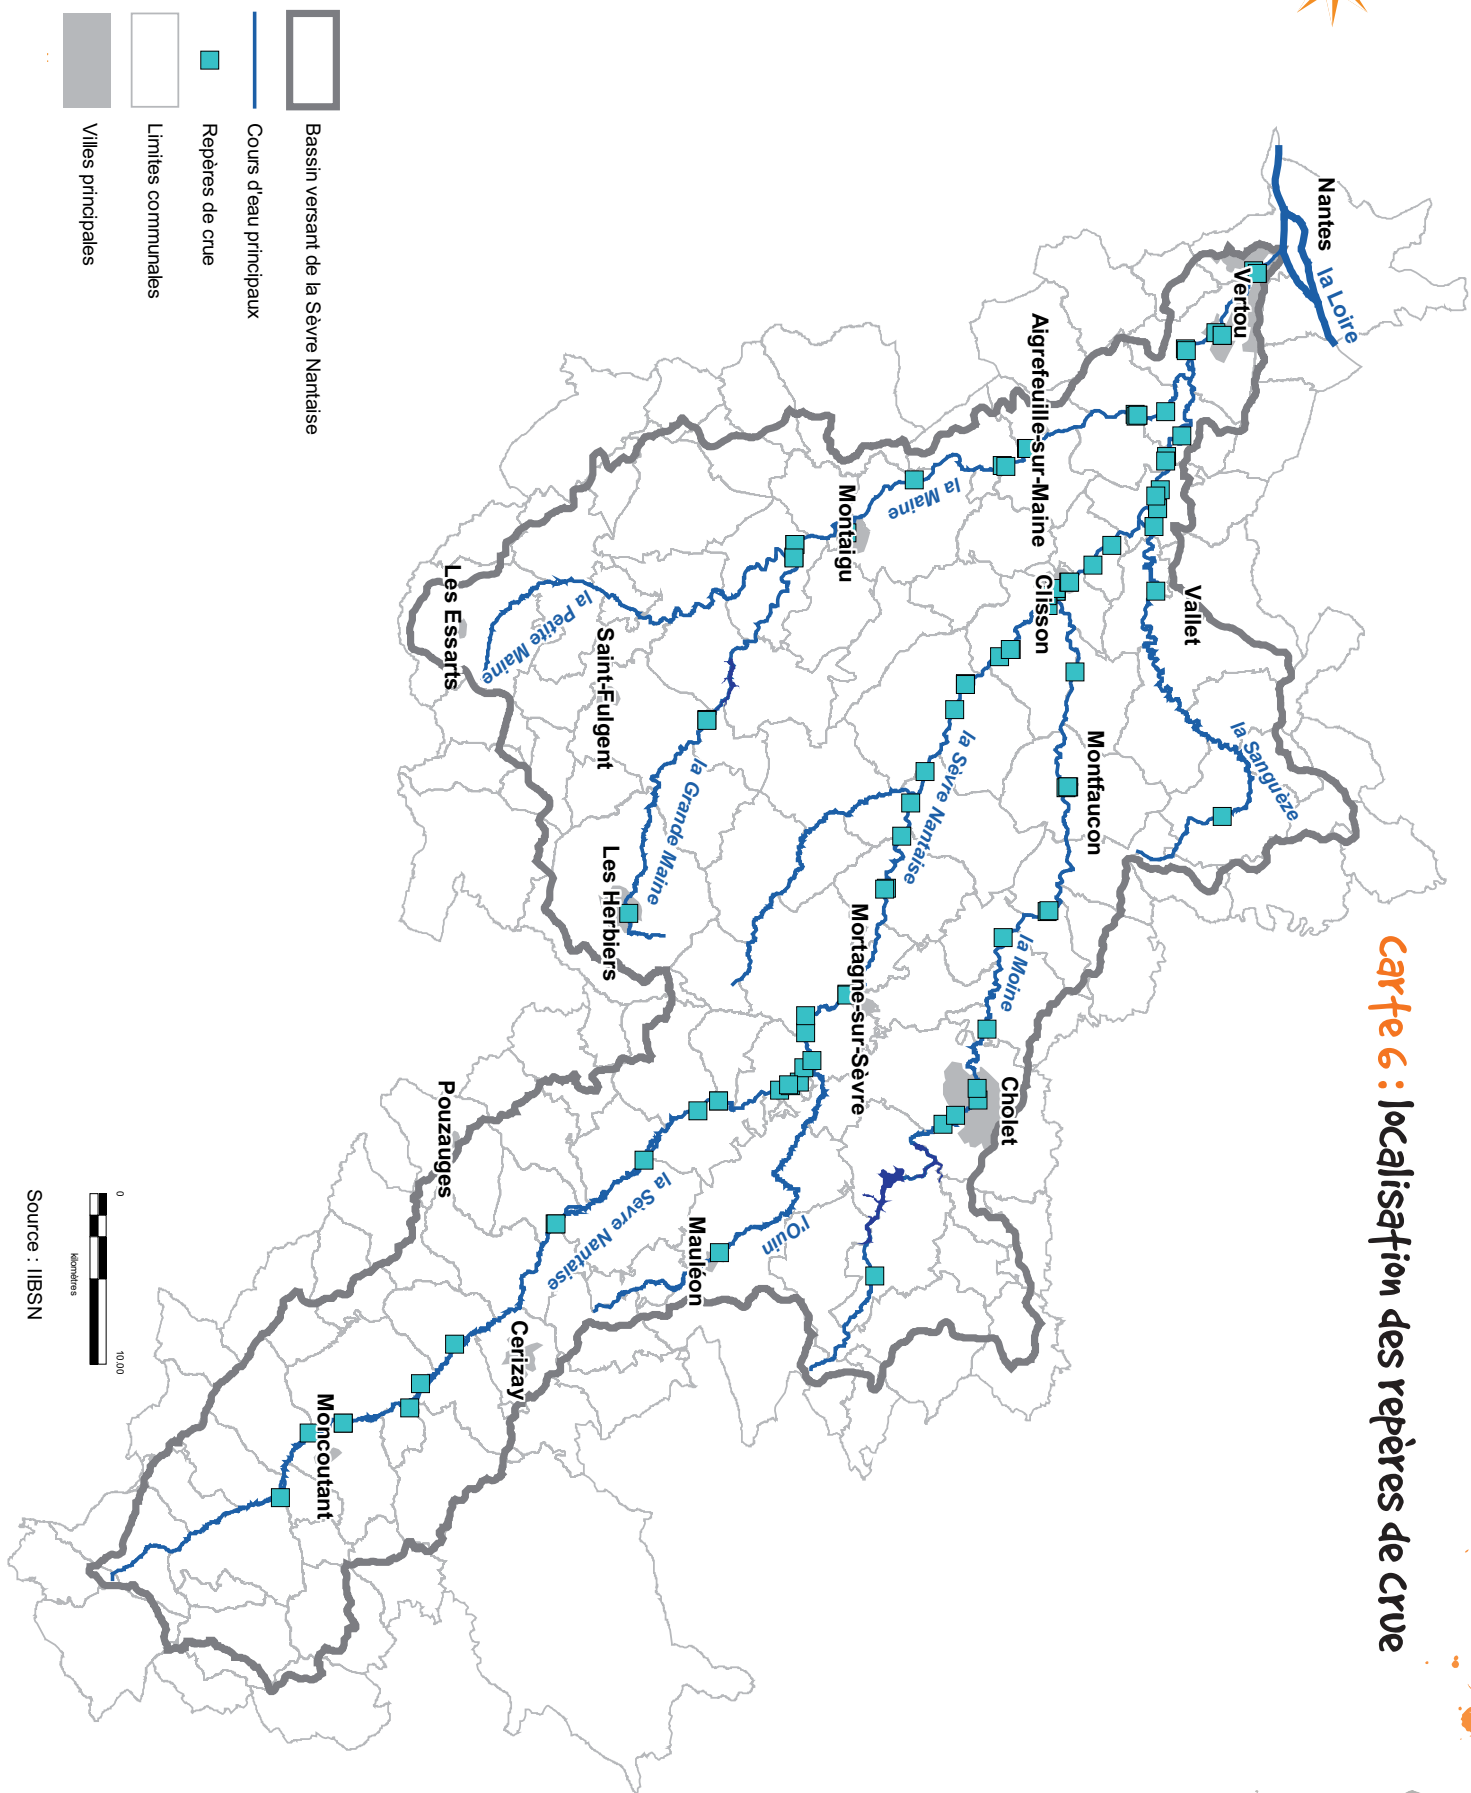 Carte 6 : localisation des repères de crue
Nantes
la Loire
Vertou
Vallet
la Sanguèze
Aigrefeuille-sur-Maine
Clisson
Montfaucon
la Maine
la Sèvre Nantaise
la Moine
Cholet
Montaigu
Mortagne-sur-Sèvre
la Petite Maine
Saint-Fulgent
la Grande Maine
Les Herbiers
l'Ouin
Mauléon
la Sèvre Nantaise
Les Essarts
Pouzauges
Cerizay
Moncoutant
Bassin versant de la Sèvre Nantaise
Cours d'eau principaux
Repères de crue
Limites communales
Villes principales
0
10.00
kilomètres
Source : IIBSN